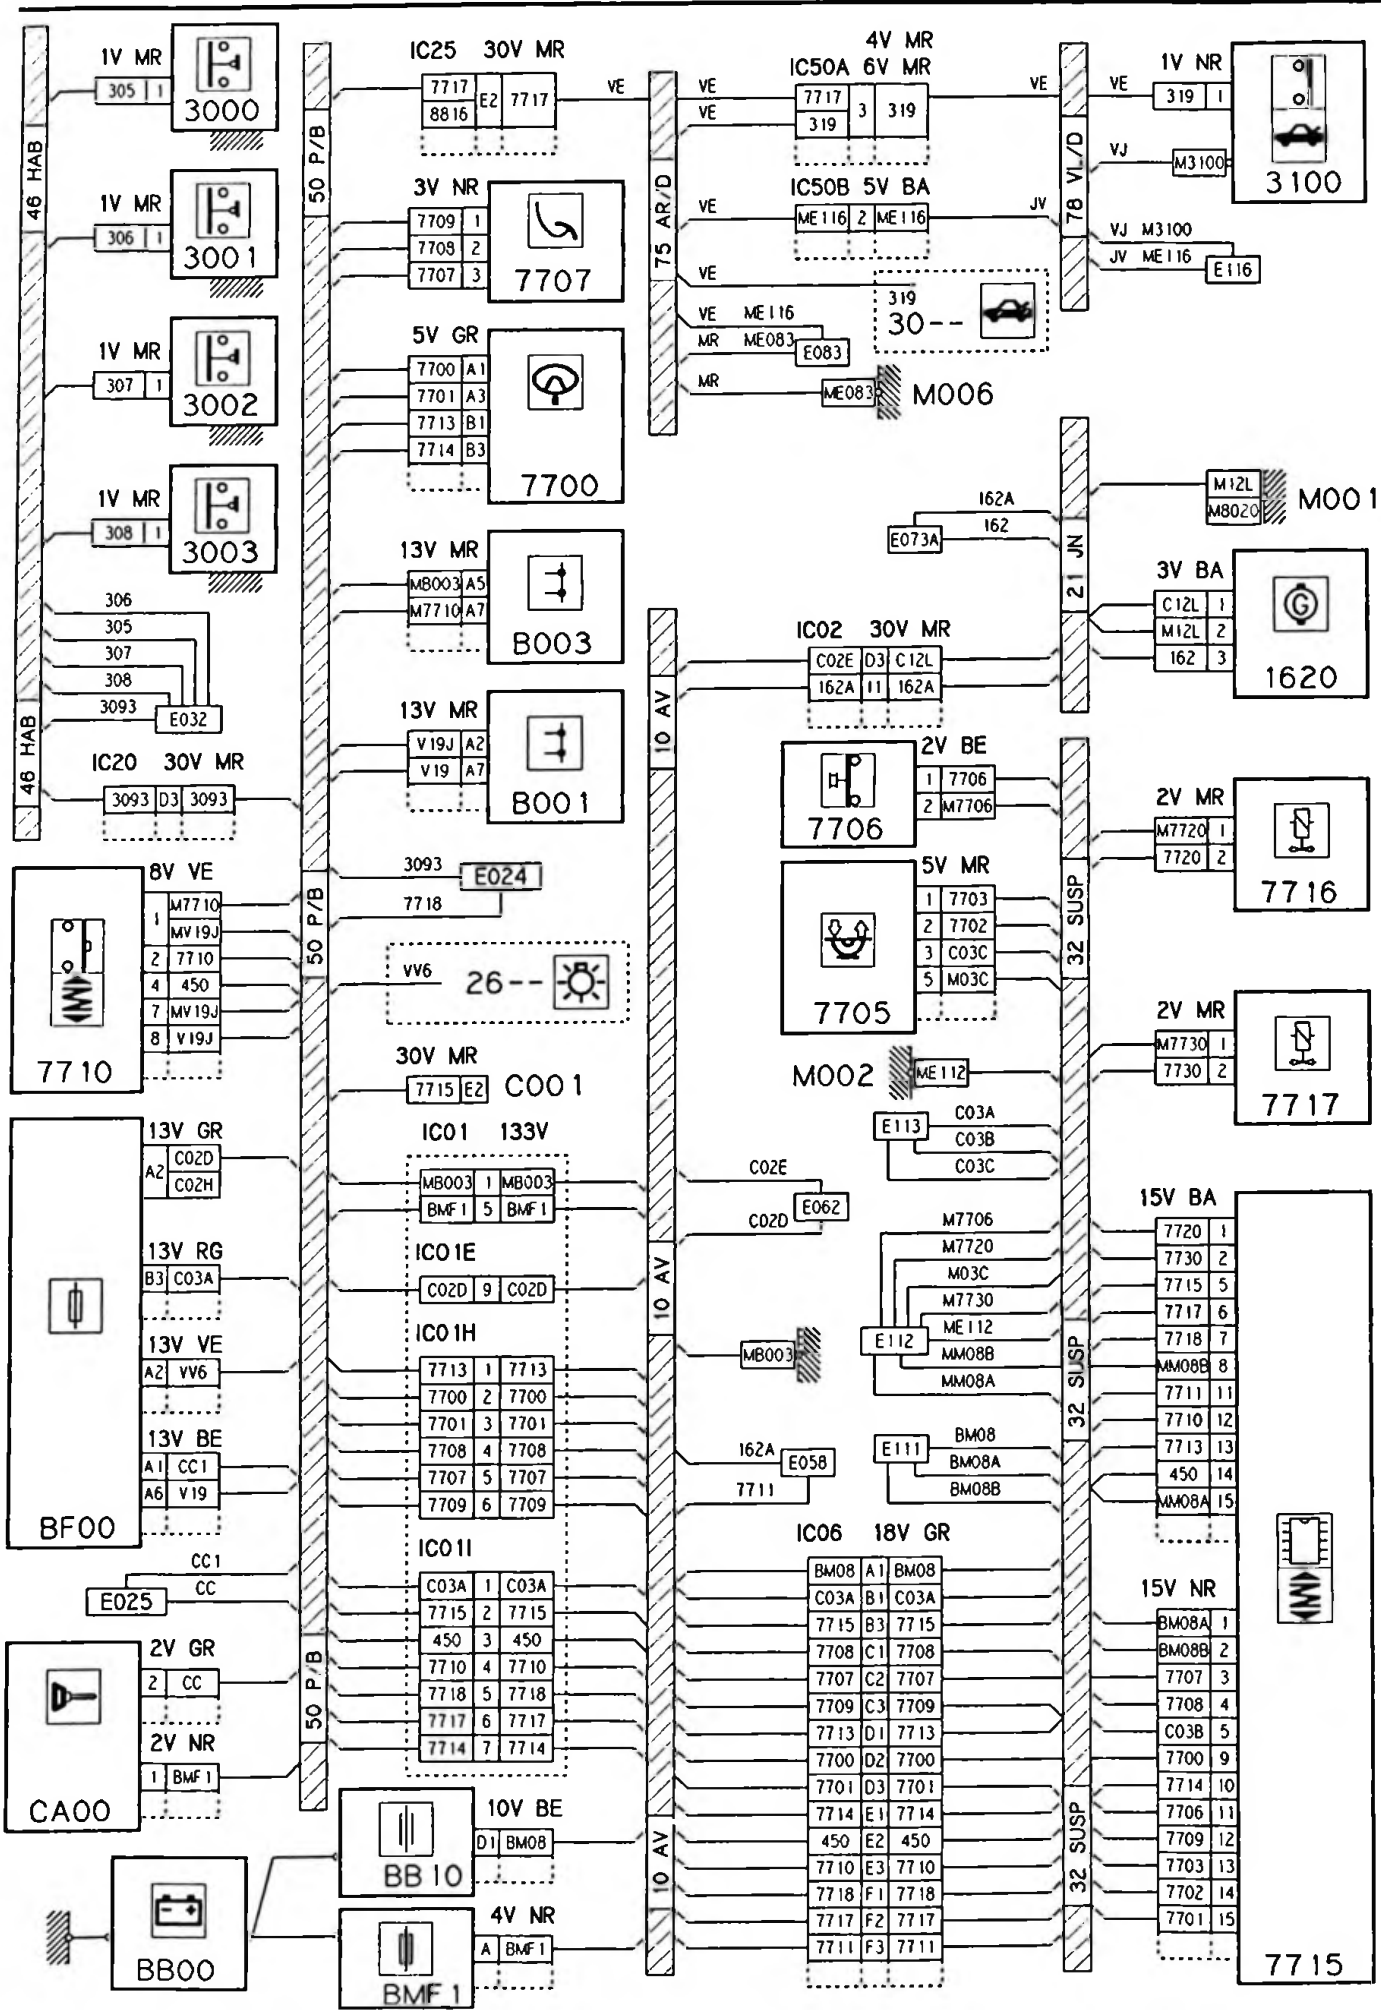 1V MR
305 1
3000
46 HAB
1V MR
306 1
3001
1V MR
307 1
3002
1V MR
308 1
3003
306
305
307
308
3093
E032
46 HAB
IC20 30V MR
3093 D3 3093
8V VE
1 M7710
MV19J
2 7710
4 450
7 MV19J
8 V19J
7710
13V GR
A2 C02D
C02H
13V RG
B3 C03A
13V VE
A2 VV6
13V BE
A1 CC1
A6 V19
BF00
CC1
CC
E025
2V GR
2 CC
2V NR
1 BMF1
CA00
BB00
50 P/B
50 P/B
50 P/B
IC25 30V MR
7717 E2 7717
8816
VE
3V NR
7709 1
7708 2
7707 3
7707
5V GR
7700 A1
7701 A3
7713 B1
7714 B3
7700
13V MR
MB003 A5
M7710 A7
B003
13V MR
V19J A2
V19 A7
B001
3093
E024
7718
VV6
26--
30V MR
7715 E2 C001
IC01 133V
MB003 1 MB003
BMF1 5 BMF1
IC01E
C02D 9 C02D
IC01H
7713 1 7713
7700 2 7700
7701 3 7701
7708 4 7708
7707 5 7707
7709 6 7709
IC01I
C03A 1 C03A
7715 2 7715
450 3 450
7710 4 7710
7718 5 7718
7717 6 7717
7714 7 7714
10V BE
D1 BM08
BB10
4V NR
A BMF1
BMF1
75 AR/D
10 AV
10 AV
10 AV
4V MR
IC50A 6V MR
VE
7717 3 319
VE
319
VE
IC50B 5V BA
VE
ME116 2 ME116
JV
VE
319
30--
VE ME116
MR ME083
E083
MR
ME083
M006
78 VL/D
1V NR
VE
319 1
VJ
M3100
3100
VJ M3100
JV ME116
E116
162A
162
E073A
21 JN
M12L
M8020
M001
3V BA
C12L 1
M12L 2
162 3
1620
IC02 30V MR
C02E D3 C12L
162A I1 162A
2V BE
1 7706
2 M7706
7706
5V MR
1 7703
2 7702
3 C03C
5 M03C
7705
32 SUSP
32 SUSP
32 SUSP
2V MR
M7720 1
7720 2
7716
2V MR
M7730 1
7730 2
7717
M002
ME112
E113
C03A
C03B
C03C
C02E
E062
C02D
M7706
M7720
M03C
M7730
ME112
MM08B
MM08A
E112
MB003
162A
E058
7711
E111
BM08
BM08A
BM08B
IC06 18V GR
BM08 A1 BM08
C03A B1 C03A
7715 B3 7715
7708 C1 7708
7707 C2 7707
7709 C3 7709
7713 D1 7713
7700 D2 7700
7701 D3 7701
7714 E1 7714
450 E2 450
7710 E3 7710
7718 F1 7718
7717 F2 7717
7711 F3 7711
15V BA
7720 1
7730 2
7715 5
7717 6
7718 7
MM08B 8
7711 11
7710 12
7713 13
450 14
MM08A 15
15V NR
BM08A 1
BM08B 2
7707 3
7708 4
C03B 5
7700 9
7714 10
7706 11
7709 12
7703 13
7702 14
7701 15
7715